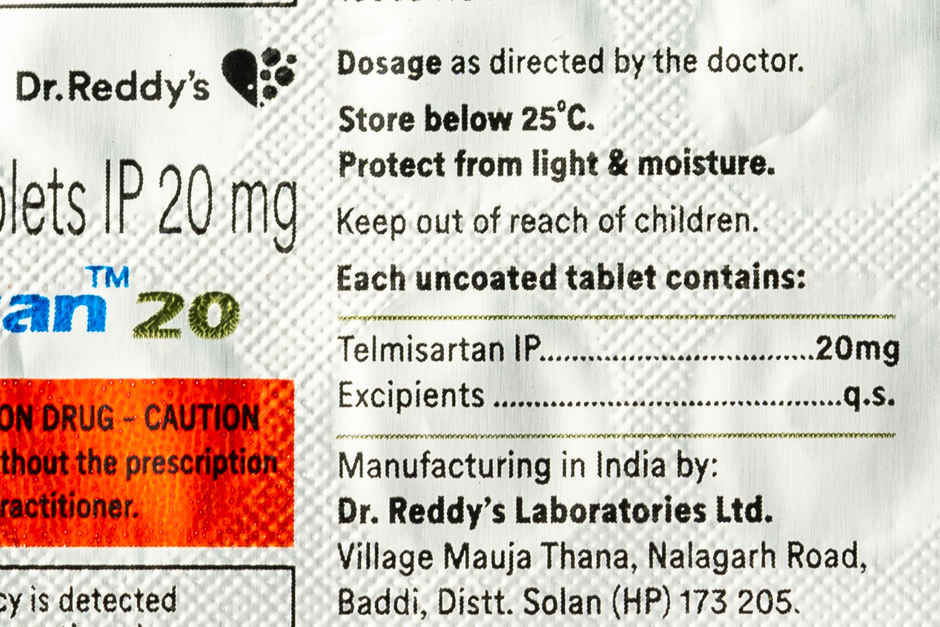 Dr.Reddy's
lets IP 20 mg
an™ 20
ON DRUG - CAUTION
thout the prescription
ractitioner.
cy is detected
Dosage as directed by the doctor.
Store below 25°C.
Protect from light & moisture.
Keep out of reach of children.
Each uncoated tablet contains:
Telmisartan IP..........................................20mg
Excipients ....................................................q.s.
Manufacturing in India by:
Dr. Reddy's Laboratories Ltd.
Village Mauja Thana, Nalagarh Road,
Baddi, Distt. Solan (HP) 173 205.